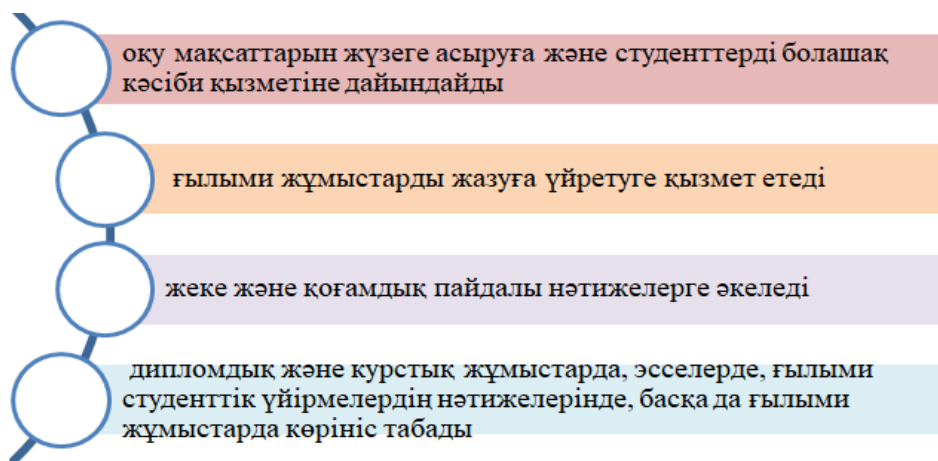 оқу мақсаттарын жүзеге асыруға және студенттерді болашақ
кәсіби қызметіне дайындайды
ғылыми жұмыстарды жазуға үйретуге қызмет етеді
жеке және қоғамдық пайдалы нәтижелерге әкеледі
дипломдық және курстық жұмыстарда, эсселерде, ғылыми
студенттік үйірмелердің нәтижелерінде, басқа да ғылыми
жұмыстарда көрініс табады